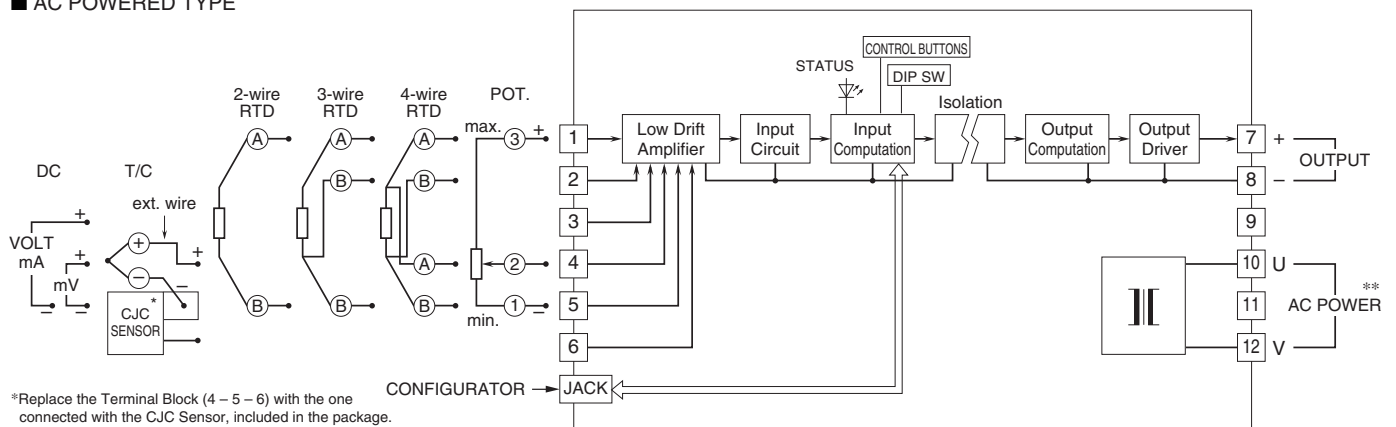 ■ AC POWERED TYPE
CONTROL BUTTONS
STATUS
DIP SW
Isolation
2-wire
RTD
3-wire
RTD
4-wire
RTD
POT.
A
A
A
max.
3
+
1
Low Drift
Amplifier
Input
Circuit
Input
Computation
Output
Computation
Output
Driver
7
+
OUTPUT
B
B
2
8
–
DC
T/C
ext. wire
3
9
VOLT
mA
+
+
mV
–
–
+
+
–
–
A
2
4
10
U
CJC
SENSOR
*
B
B
B
min.
1
–
5
11
AC POWER
**
6
12
V
CONFIGURATOR
JACK
*Replace the Terminal Block (4 – 5 – 6) with the one
connected with the CJC Sensor, included in the package.